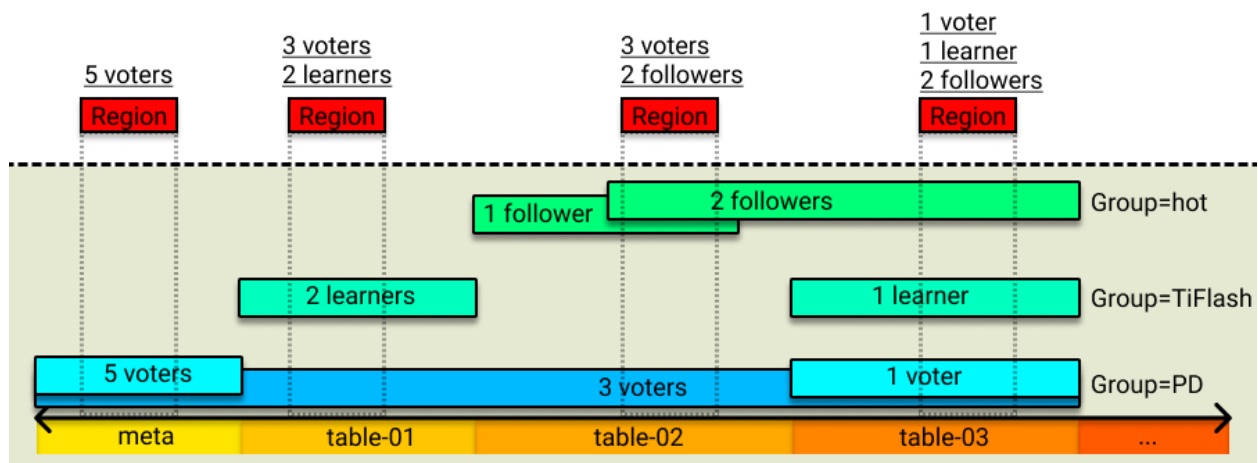 5 voters
3 voters
2 learners
3 voters
2 followers
1 voter
1 learner
2 followers
Region
Region
Region
Region
1 follower
2 followers
Group=hot
2 learners
1 learner
Group=TiFlash
5 voters
3 voters
1 voter
Group=PD
meta
table-01
table-02
table-03
...